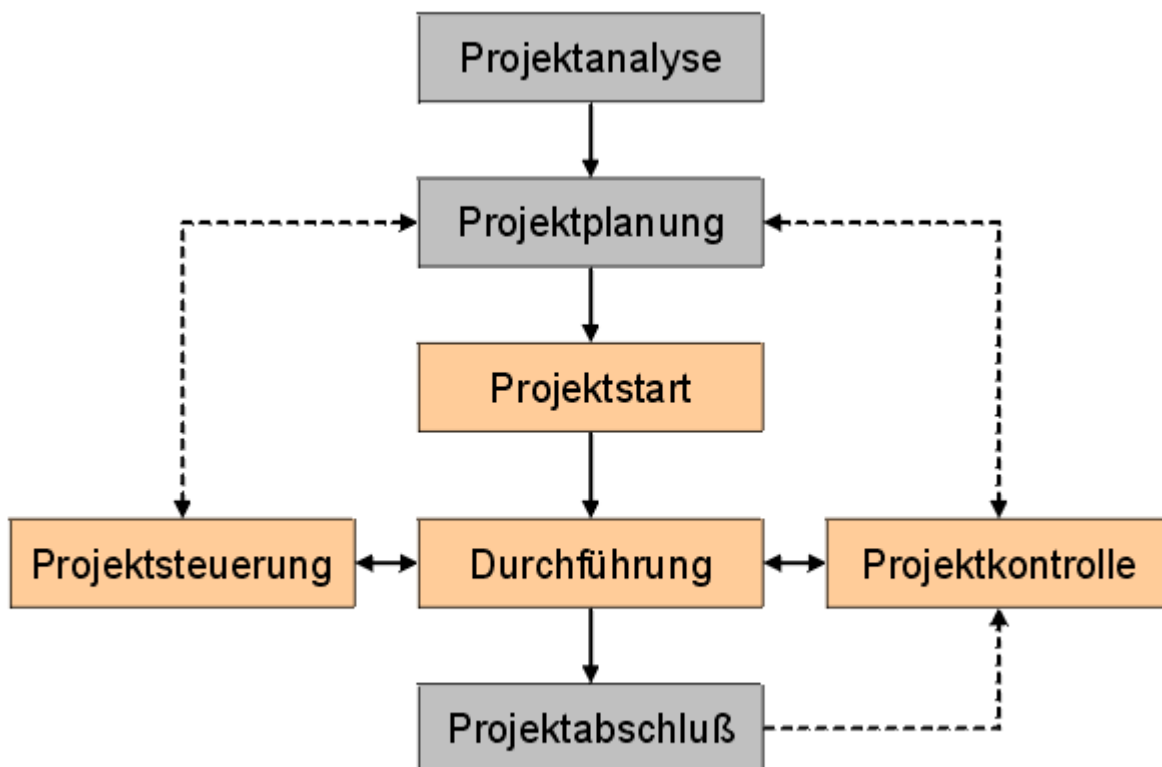 Projektanalyse
Projektplanung
Projektstart
Projektsteuerung
Durchführung
Projektkontrolle
Projektabschluß